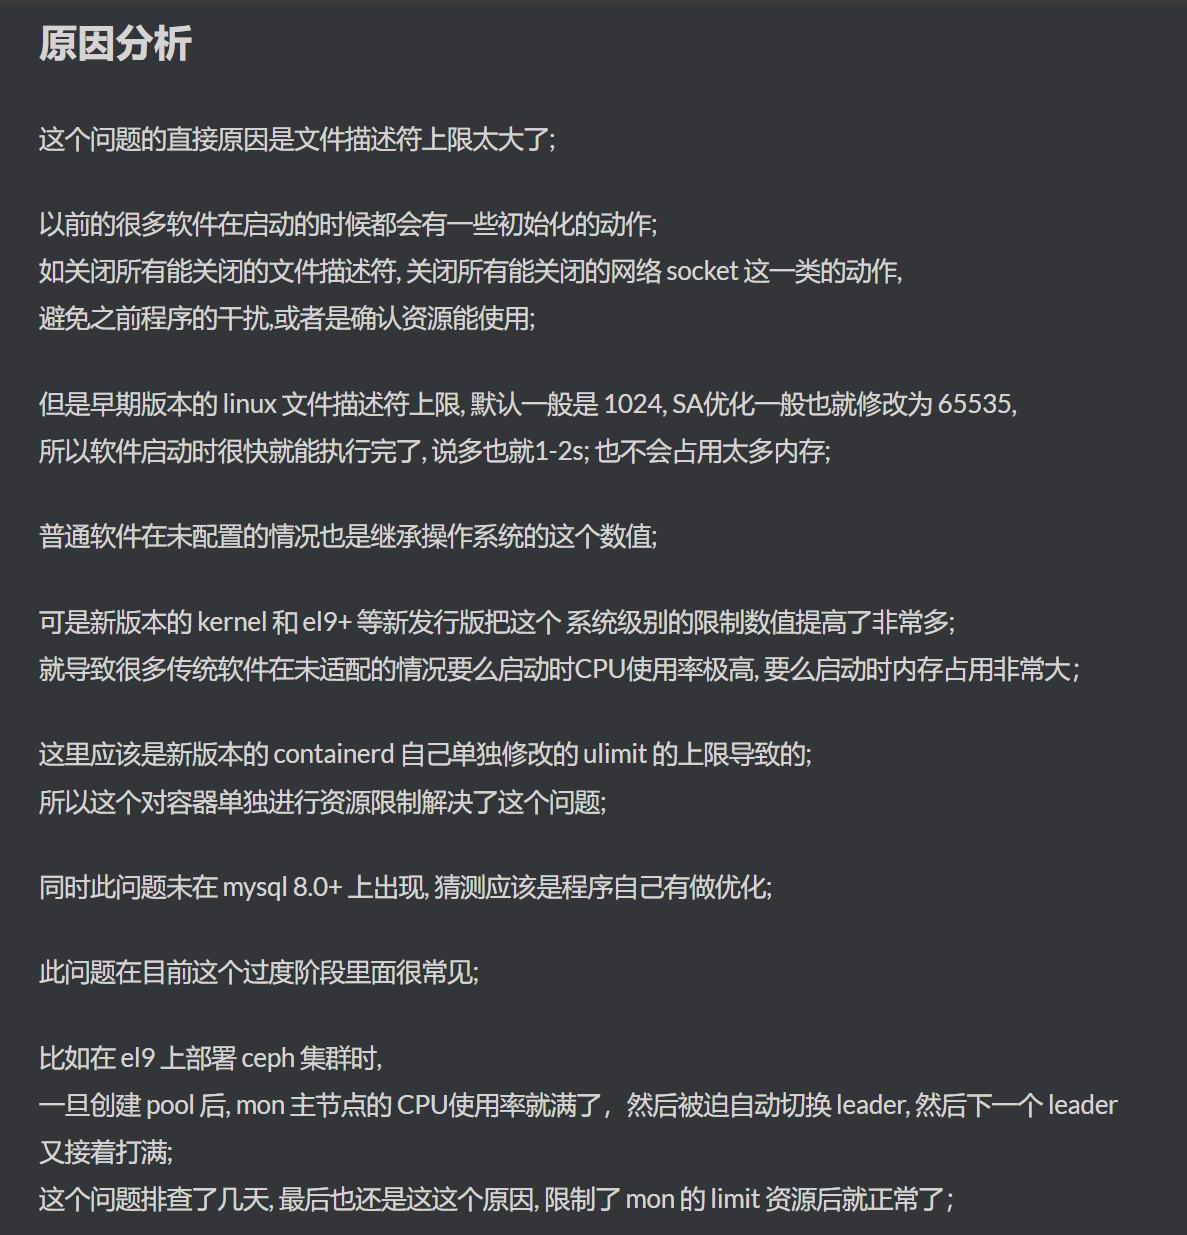 原因分析
这个问题的直接原因是文件描述符上限太大了;
以前的很多软件在启动的时候都会有一些初始化的动作;
如关闭所有能关闭的文件描述符, 关闭所有能关闭的网络 socket 这一类的动作,
避免之前程序的干扰,或者是确认资源能使用;
但是早期版本的 linux 文件描述符上限, 默认一般是 1024, SA优化一般也就修改为 65535,
所以软件启动时很快就能执行完了, 说多也就1-2s; 也不会占用太多内存;
普通软件在未配置的情况也是继承操作系统的这个数值;
可是新版本的 kernel 和 el9+ 等新发行版把这个 系统级别的限制数值提高了非常多;
就导致很多传统软件在未适配的情况要么启动时CPU使用率极高, 要么启动时内存占用非常大；
这里应该是新版本的 containerd 自己单独修改的 ulimit 的上限导致的;
所以这个对容器单独进行资源限制解决了这个问题;
同时此问题未在 mysql 8.0+ 上出现, 猜测应该是程序自己有做优化;
此问题在目前这个过度阶段里面很常见;
比如在 el9 上部署 ceph 集群时,
一旦创建 pool 后, mon 主节点的 CPU使用率就满了，然后被迫自动切换 leader, 然后下一个 leader
又接着打满;
这个问题排查了几天, 最后也还是这这个原因, 限制了 mon 的 limit 资源后就正常了；